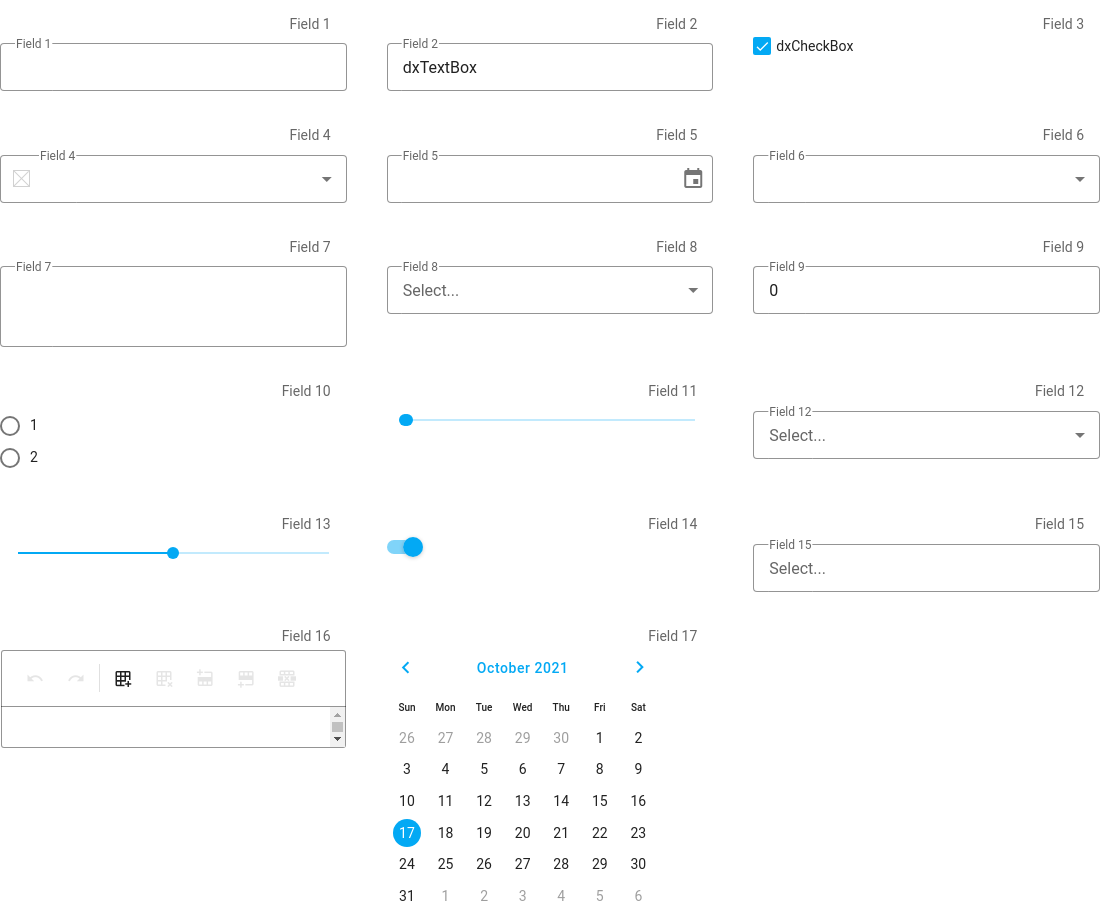 Field 1
Field 1
Field 2
Field 2
dxTextBox
Field 3
dxCheckBox
Field 4
Field 4
Field 5
Field 5
Field 6
Field 6
Field 7
Field 7
Field 8
Field 8
Select...
Field 9
Field 9
0
Field 10
1
2
Field 11
Field 12
Field 12
Select...
Field 13
Field 14
Field 15
Field 15
Select...
Field 16
Field 17
October 2021
Sun Mon Tue Wed Thu Fri Sat
26 27 28 29 30 1 2
3 4 5 6 7 8 9
10 11 12 13 14 15 16
17 18 19 20 21 22 23
24 25 26 27 28 29 30
31 1 2 3 4 5 6